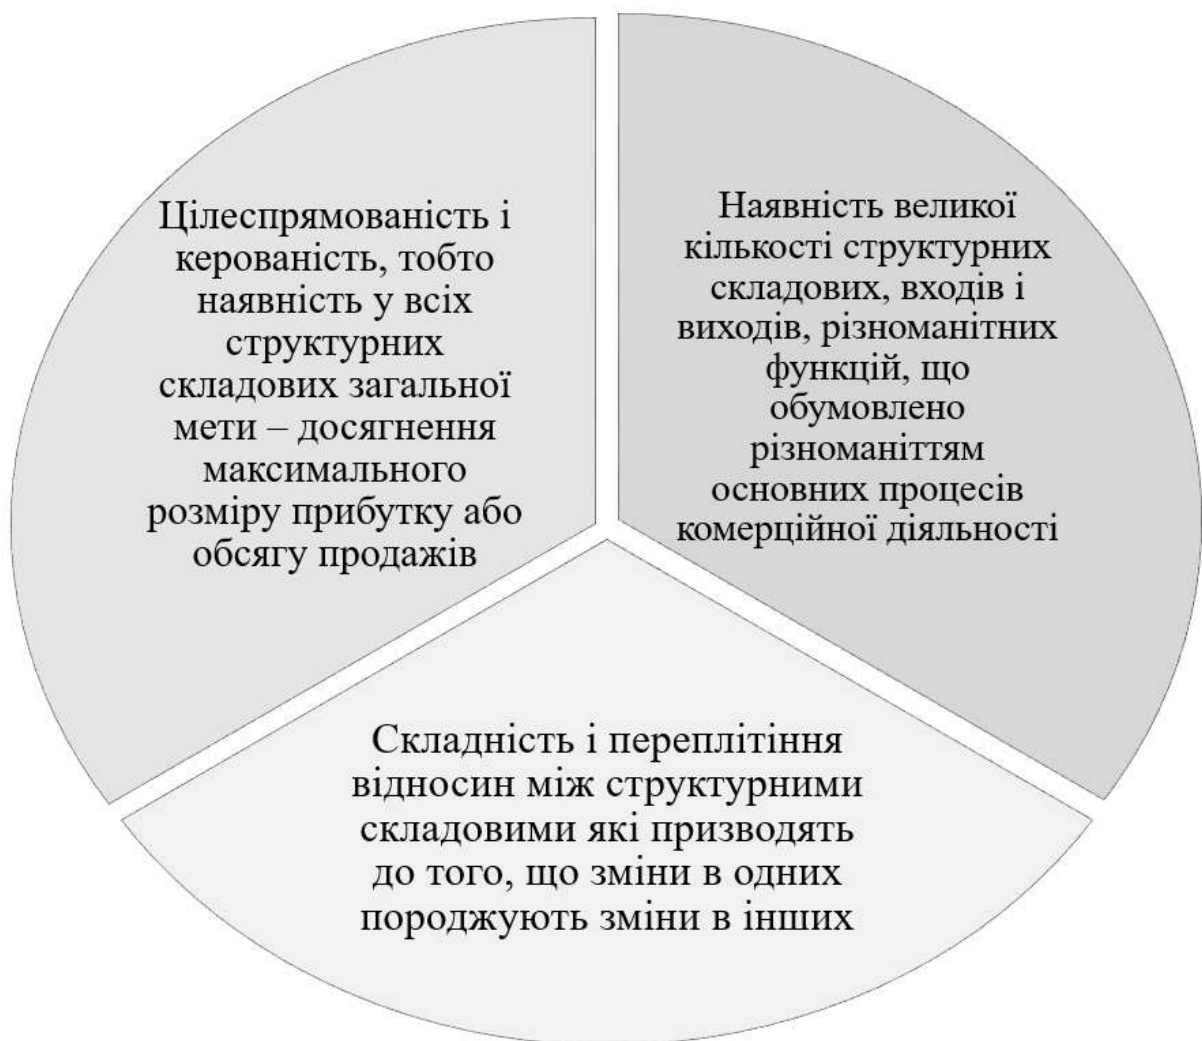 Цілеспрямованість і
керованість, тобто
наявність у всіх
структурних
складових загальної
мети – досягнення
максимального
розміру прибутку або
обсягу продажів
Наявність великої
кількості структурних
складових, входів і
виходів, різноманітних
функцій, що
обумовлено
різноманіттям
основних процесів
комерційної діяльності
Складність і переплітіння
відносин між структурними
складовими які призводять
до того, що зміни в одних
породжують зміни в інших